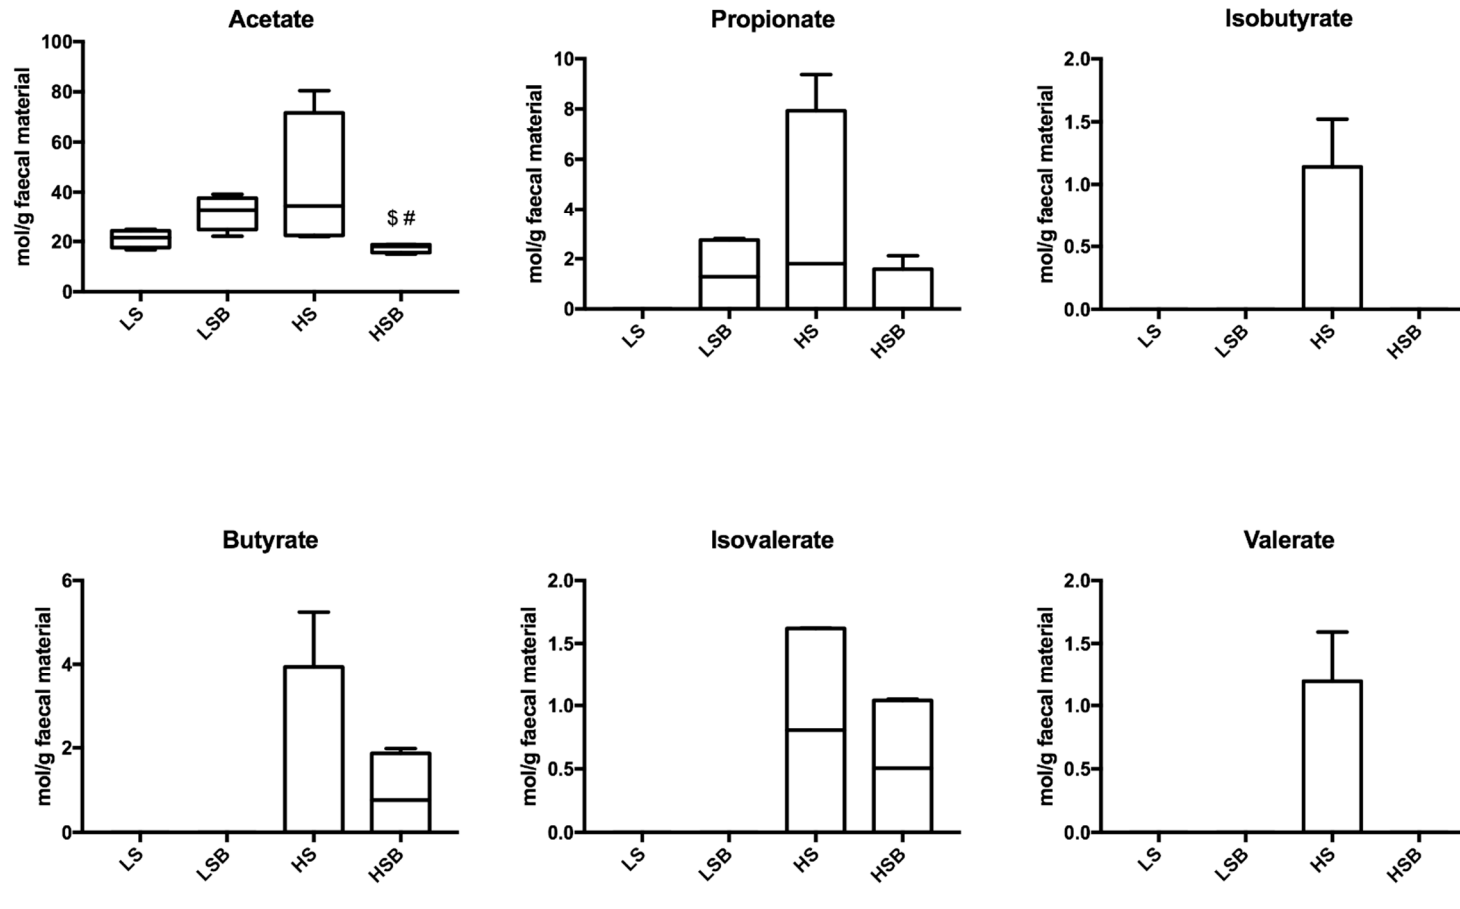 Acetate
mol/g faecal material
100
80
60
40
20
0
$ #
LS
LSB
HS
HSB
Propionate
mol/g faecal material
10
8
6
4
2
0
LS
LSB
HS
HSB
Isobutyrate
mol/g faecal material
2.0
1.5
1.0
0.5
0.0
LS
LSB
HS
HSB
Butyrate
mol/g faecal material
6
4
2
0
LS
LSB
HS
HSB
Isovalerate
mol/g faecal material
2.0
1.5
1.0
0.5
0.0
LS
LSB
HS
HSB
Valerate
mol/g faecal material
2.0
1.5
1.0
0.5
0.0
LS
LSB
HS
HSB